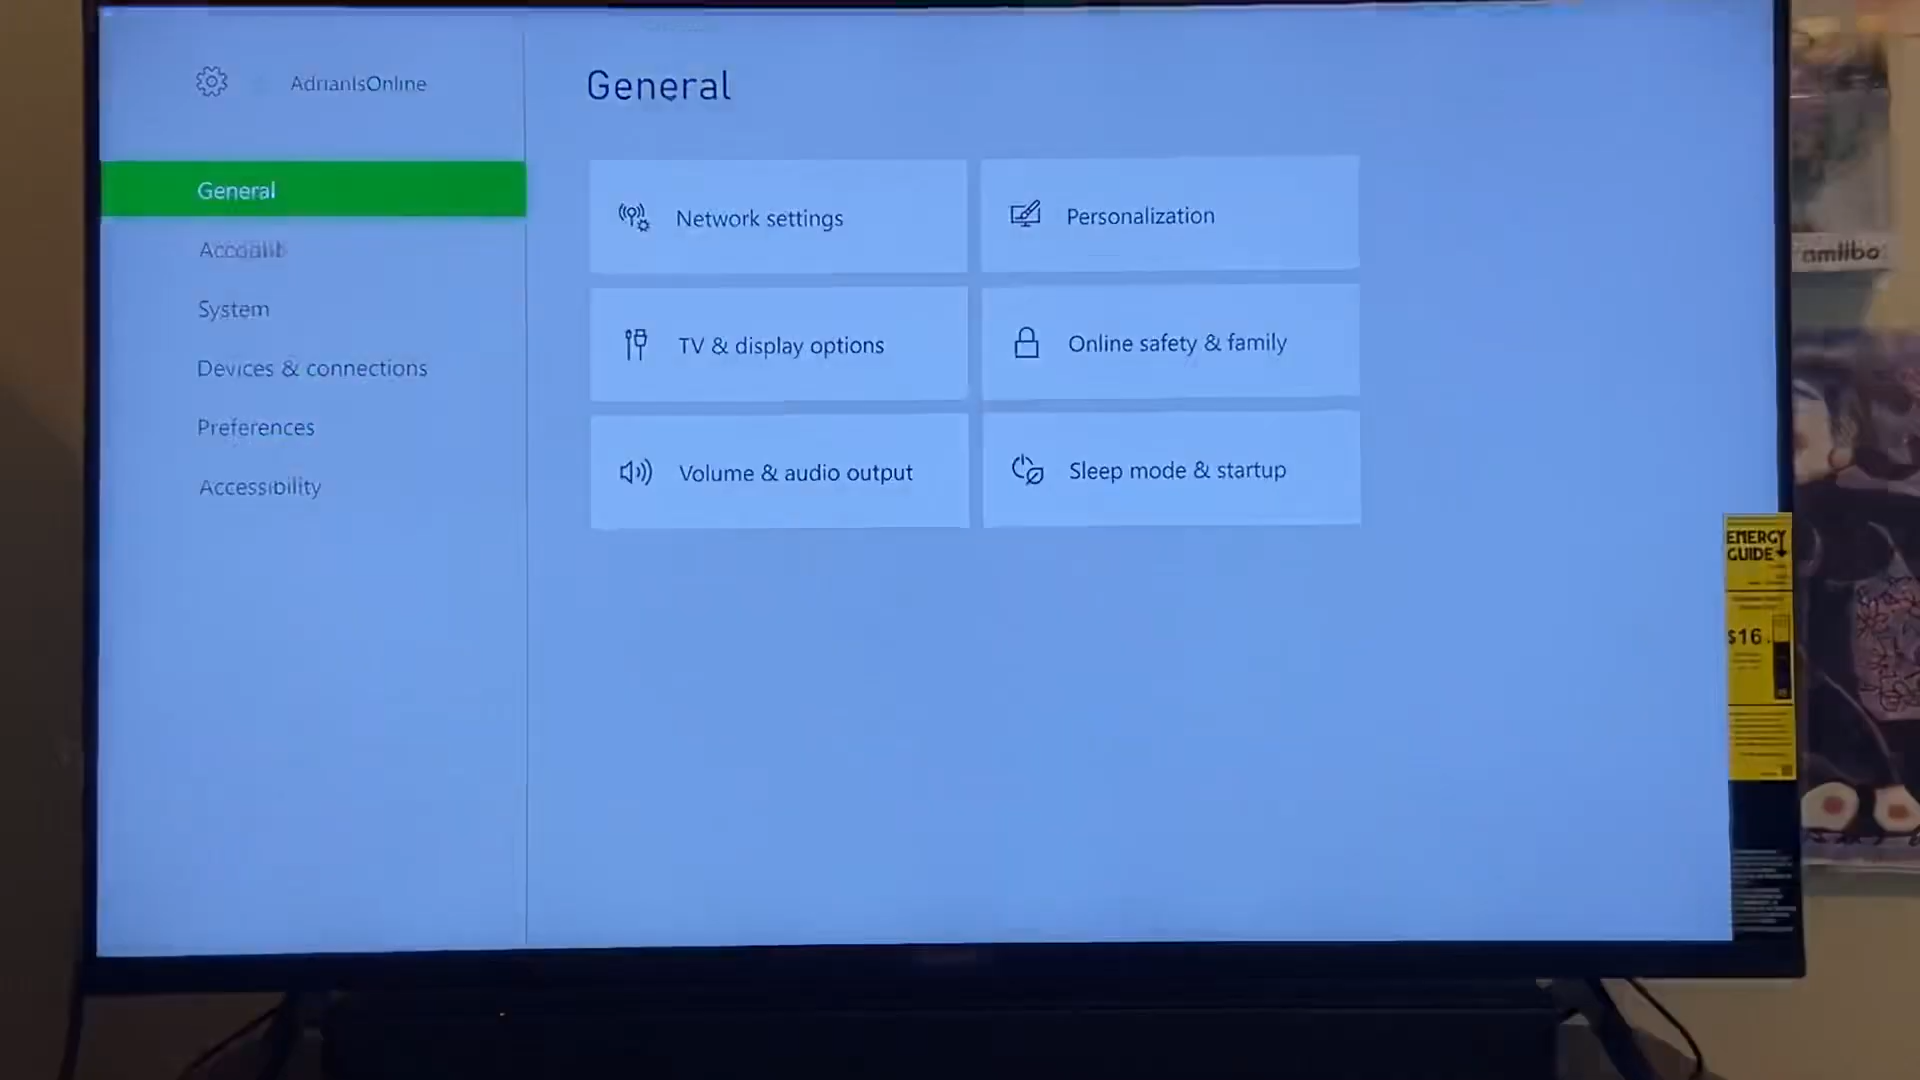 AdrianIsOnline
General
General
Network settings
Personalization
System
TV & display options
Online safety & family
Devices & connections
Preferences
Volume & audio output
Sleep mode & startup
Accessibility
amiibo
ENERGY
GUIDE
$16